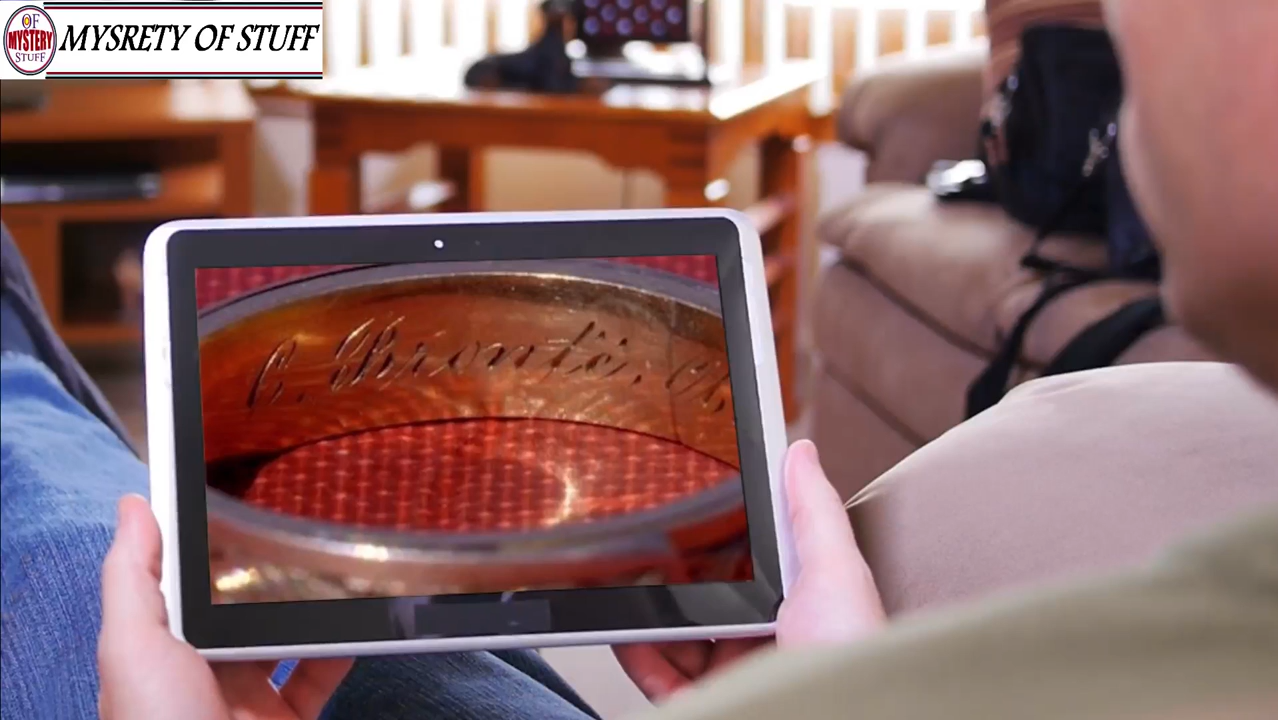 OF
MYSTERY
STUFF
MYSRETY OF STUFF
C. Brontë,